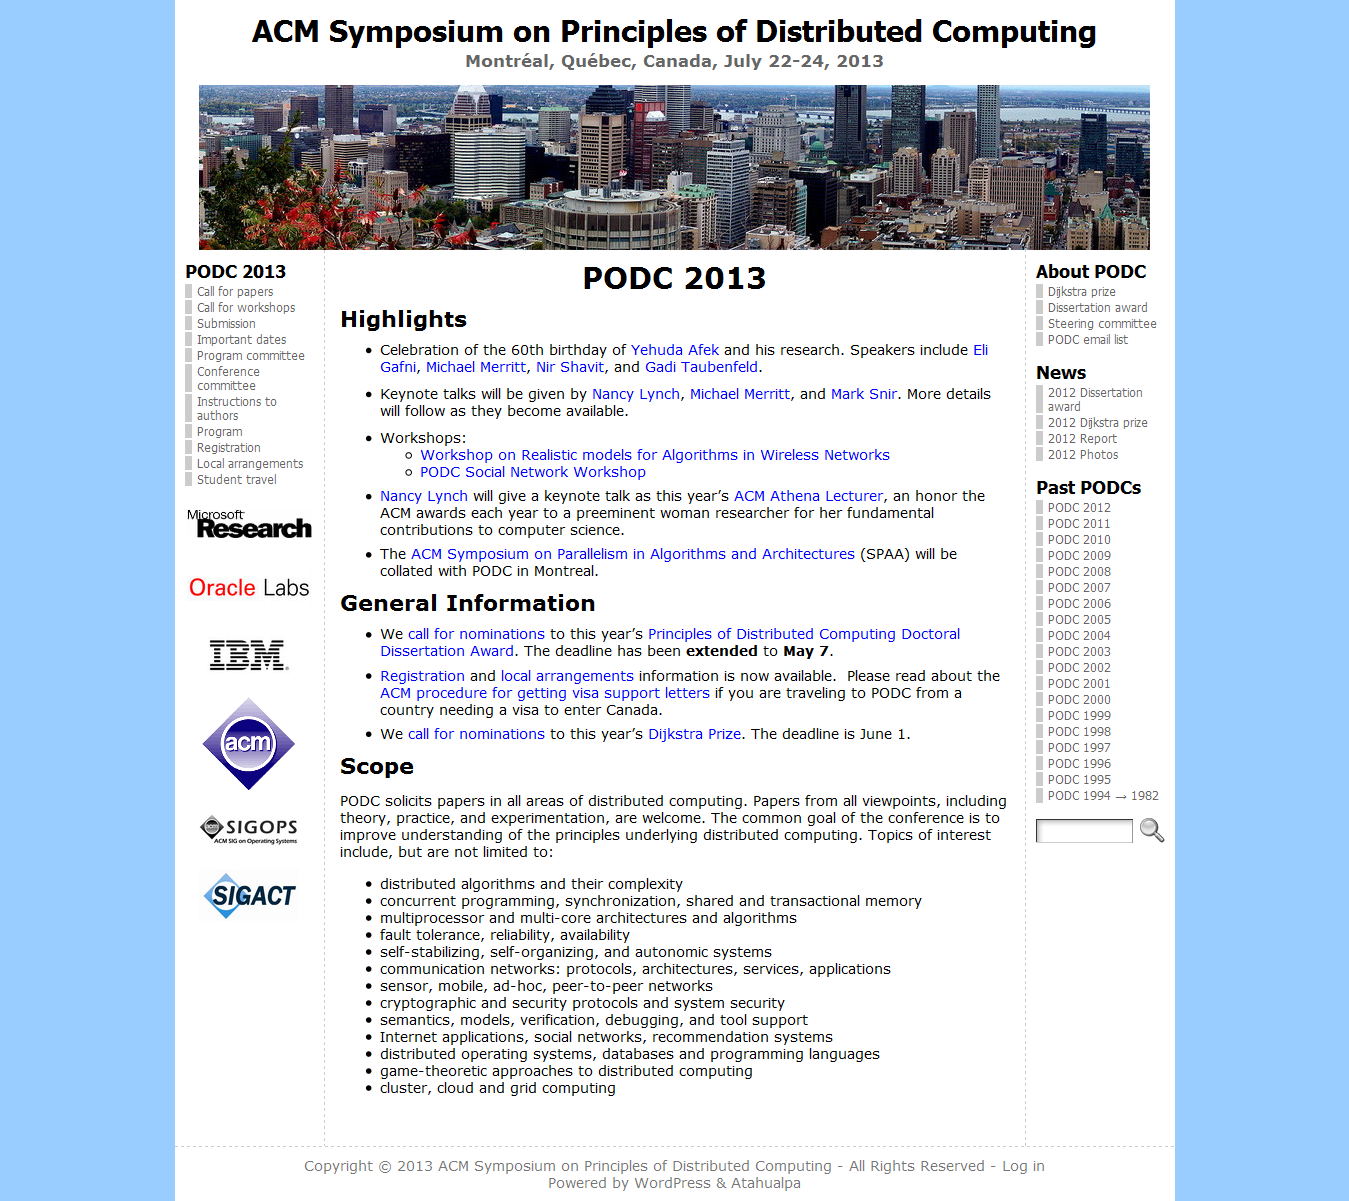 ACM Symposium on Principles of Distributed Computing
Montréal, Québec, Canada, July 22-24, 2013
PODC 2013
Call for papers
Call for workshops
Submission
Important dates
Program committee
Conference
committee
Instructions to
authors
Program
Registration
Local arrangements
Student travel
Microsoft
Research
Oracle Labs
IBM
acm
SIGOPS
ACM SIG on Operating Systems
SIGACT
PODC 2013
Highlights
• Celebration of the 60th birthday of Yehuda Afek and his research. Speakers include Eli
Gafni, Michael Merritt, Nir Shavit, and Gadi Taubenfeld.
• Keynote talks will be given by Nancy Lynch, Michael Merritt, and Mark Snir. More details
will follow as they become available.
• Workshops:
◦ Workshop on Realistic models for Algorithms in Wireless Networks
◦ PODC Social Network Workshop
• Nancy Lynch will give a keynote talk as this year’s ACM Athena Lecturer, an honor the
ACM awards each year to a preeminent woman researcher for her fundamental
contributions to computer science.
• The ACM Symposium on Parallelism in Algorithms and Architectures (SPAA) will be
collated with PODC in Montreal.
General Information
• We call for nominations to this year’s Principles of Distributed Computing Doctoral
Dissertation Award. The deadline has been extended to May 7.
• Registration and local arrangements information is now available.  Please read about the
ACM procedure for getting visa support letters if you are traveling to PODC from a
country needing a visa to enter Canada.
• We call for nominations to this year’s Dijkstra Prize. The deadline is June 1.
Scope
PODC solicits papers in all areas of distributed computing. Papers from all viewpoints, including
theory, practice, and experimentation, are welcome. The common goal of the conference is to
improve understanding of the principles underlying distributed computing. Topics of interest
include, but are not limited to:
• distributed algorithms and their complexity
• concurrent programming, synchronization, shared and transactional memory
• multiprocessor and multi-core architectures and algorithms
• fault tolerance, reliability, availability
• self-stabilizing, self-organizing, and autonomic systems
• communication networks: protocols, architectures, services, applications
• sensor, mobile, ad-hoc, peer-to-peer networks
• cryptographic and security protocols and system security
• semantics, models, verification, debugging, and tool support
• Internet applications, social networks, recommendation systems
• distributed operating systems, databases and programming languages
• game-theoretic approaches to distributed computing
• cluster, cloud and grid computing
About PODC
Dijkstra prize
Dissertation award
Steering committee
PODC email list
News
2012 Dissertation
award
2012 Dijkstra prize
2012 Report
2012 Photos
Past PODCs
PODC 2012
PODC 2011
PODC 2010
PODC 2009
PODC 2008
PODC 2007
PODC 2006
PODC 2005
PODC 2004
PODC 2003
PODC 2002
PODC 2001
PODC 2000
PODC 1999
PODC 1998
PODC 1997
PODC 1996
PODC 1995
PODC 1994 → 1982
Copyright © 2013 ACM Symposium on Principles of Distributed Computing - All Rights Reserved - Log in
Powered by WordPress & Atahualpa